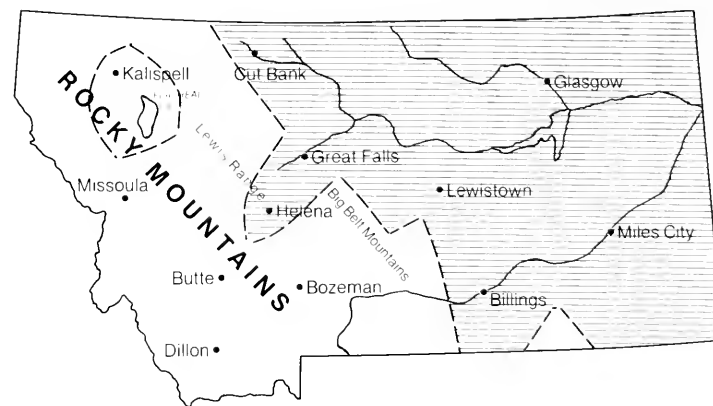 Kalispell
Cut Bank
Glasgow
ROCKY MOUNTAINS
Lewis Range
Great Falls
Missoula
Lewistown
Helena
Big Belt Mountains
Miles City
Butte
Bozeman
Billings
Dillon